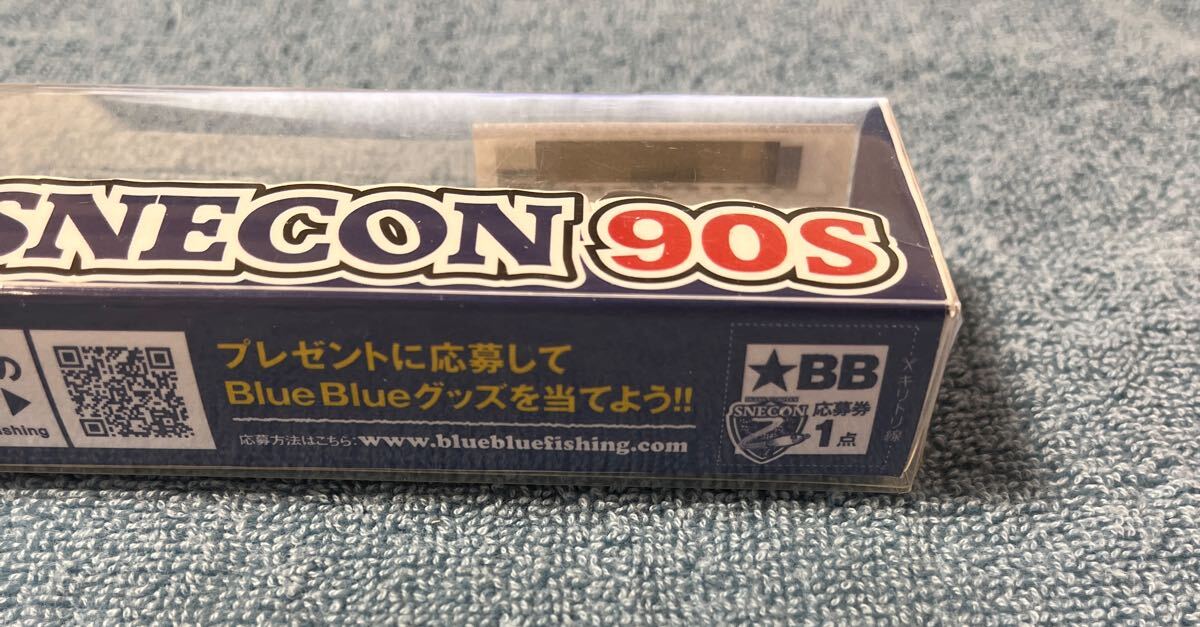 SNECON 90S
の
▶
ishing
プレゼントに応募して
BlueBlueグッズを当てよう!!
応募方法はこちら:www.bluebluefishing.com
★BB
SNECON
応募券
1点
✕キリトリ線